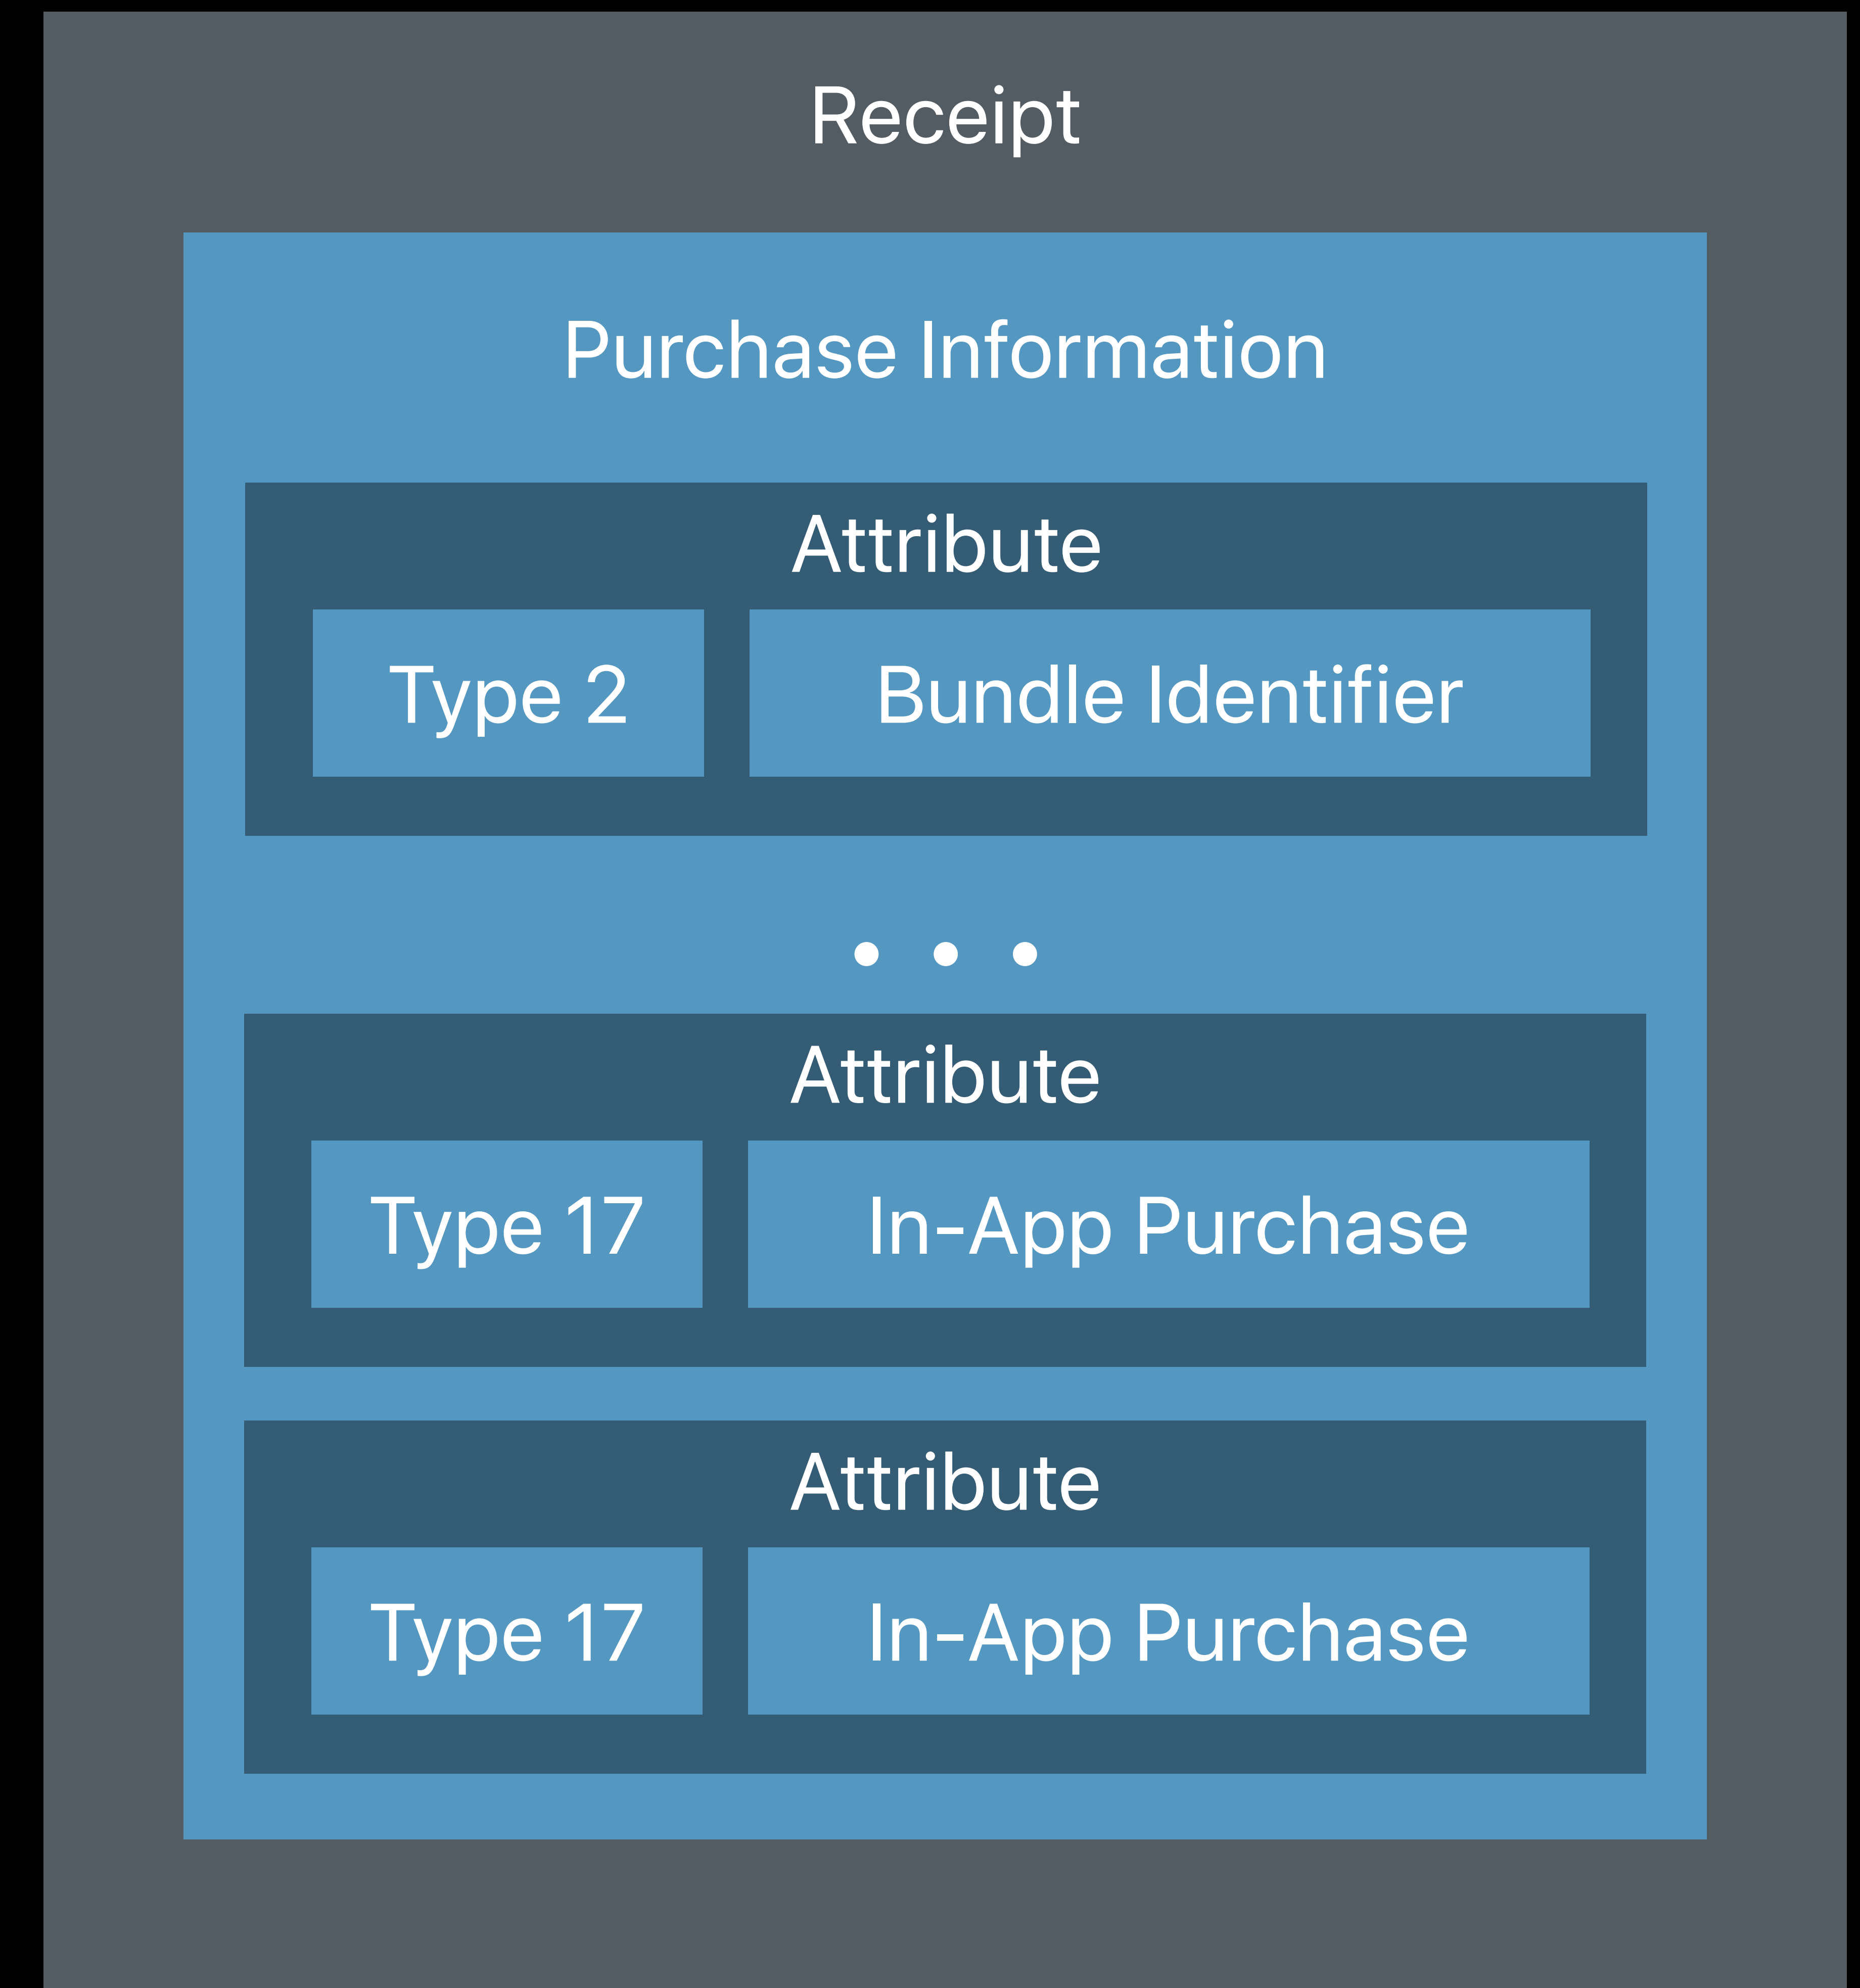 Receipt
Purchase Information
Attribute
Type 2 Bundle Identifier
• • •
Attribute
Type 17 In-App Purchase
Attribute
Type 17 In-App Purchase